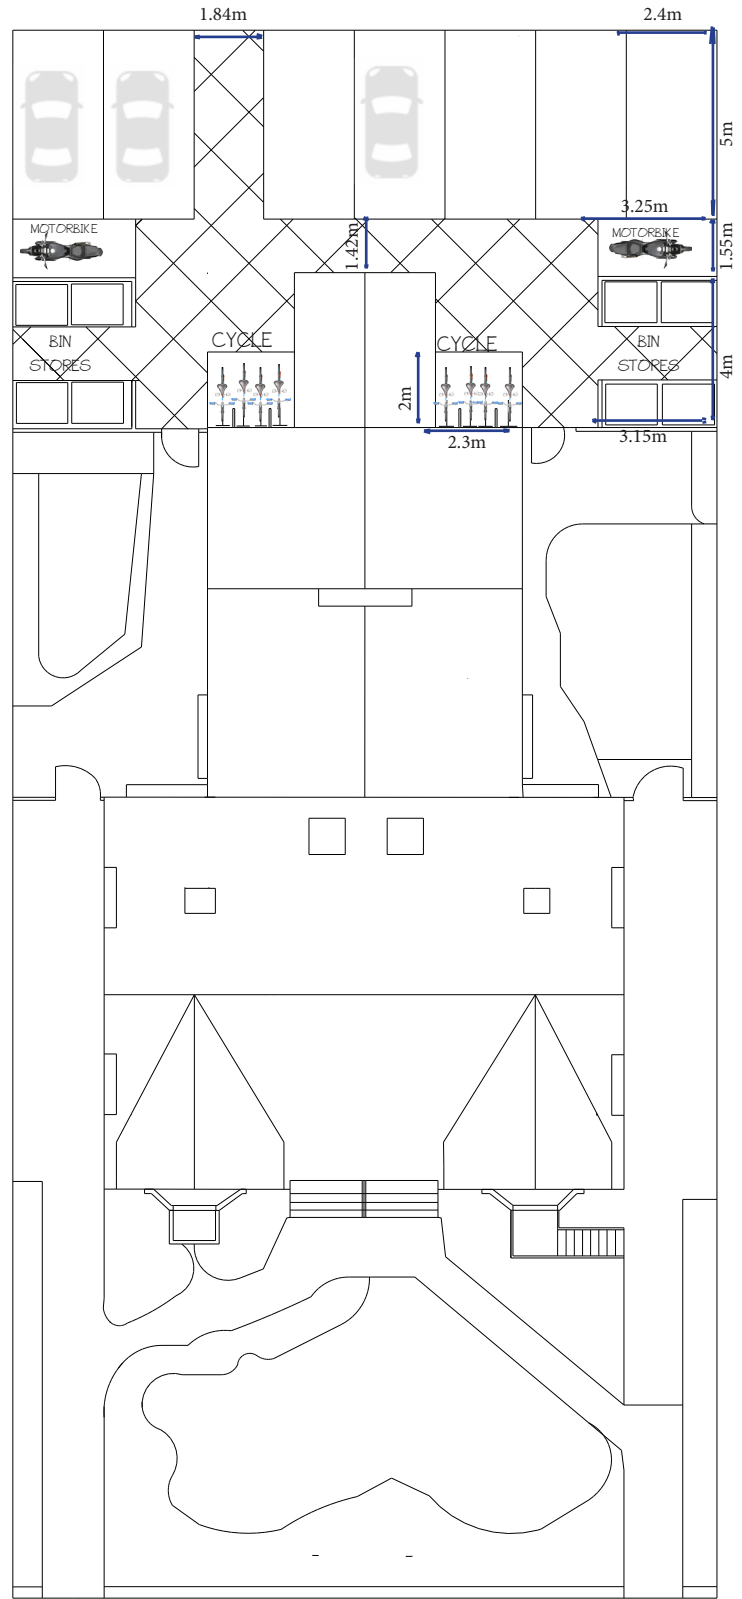 1.84m
2.4m
5m
3.25m
MOTORBIKE
MOTORBIKE
1.42m
1.55m
BIN
STORES
CYCLE
CYCLE
BIN
STORES
4m
2m
2.3m
3.15m